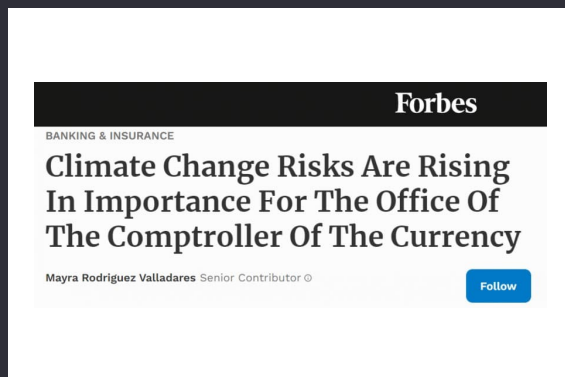 Forbes
BANKING & INSURANCE
Climate Change Risks Are Rising
In Importance For The Office Of
The Comptroller Of The Currency
Mayra Rodriguez Valladares Senior Contributor
Follow